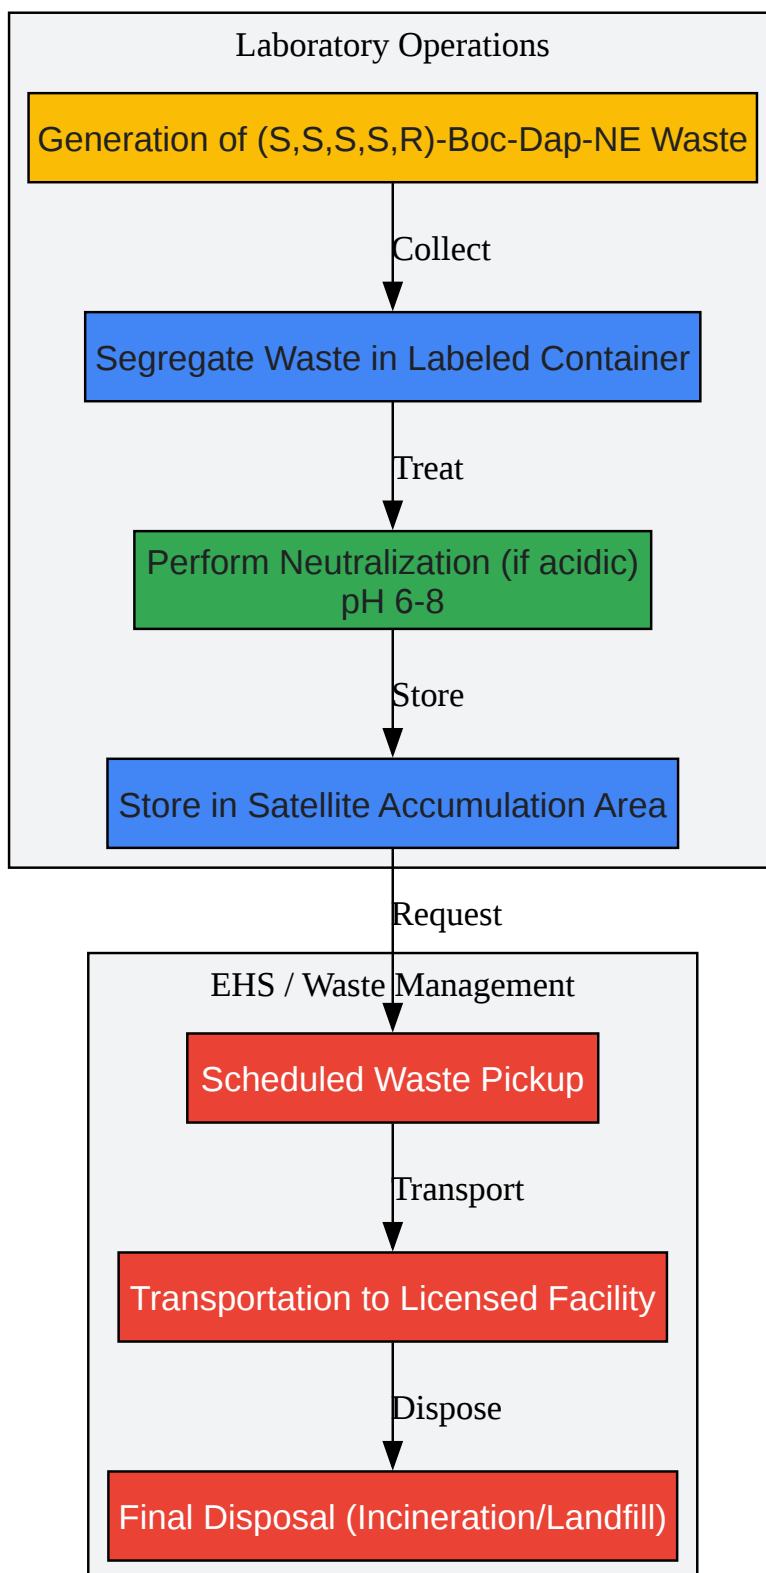 Laboratory Operations
Generation of (S,S,S,S,R)-Boc-Dap-NE Waste
Collect
Segregate Waste in Labeled Container
Treat
Perform Neutralization (if acidic)
pH 6-8
Store
Store in Satellite Accumulation Area
Request
EHS / Waste Management
Scheduled Waste Pickup
Transport
Transportation to Licensed Facility
Dispose
Final Disposal (Incineration/Landfill)